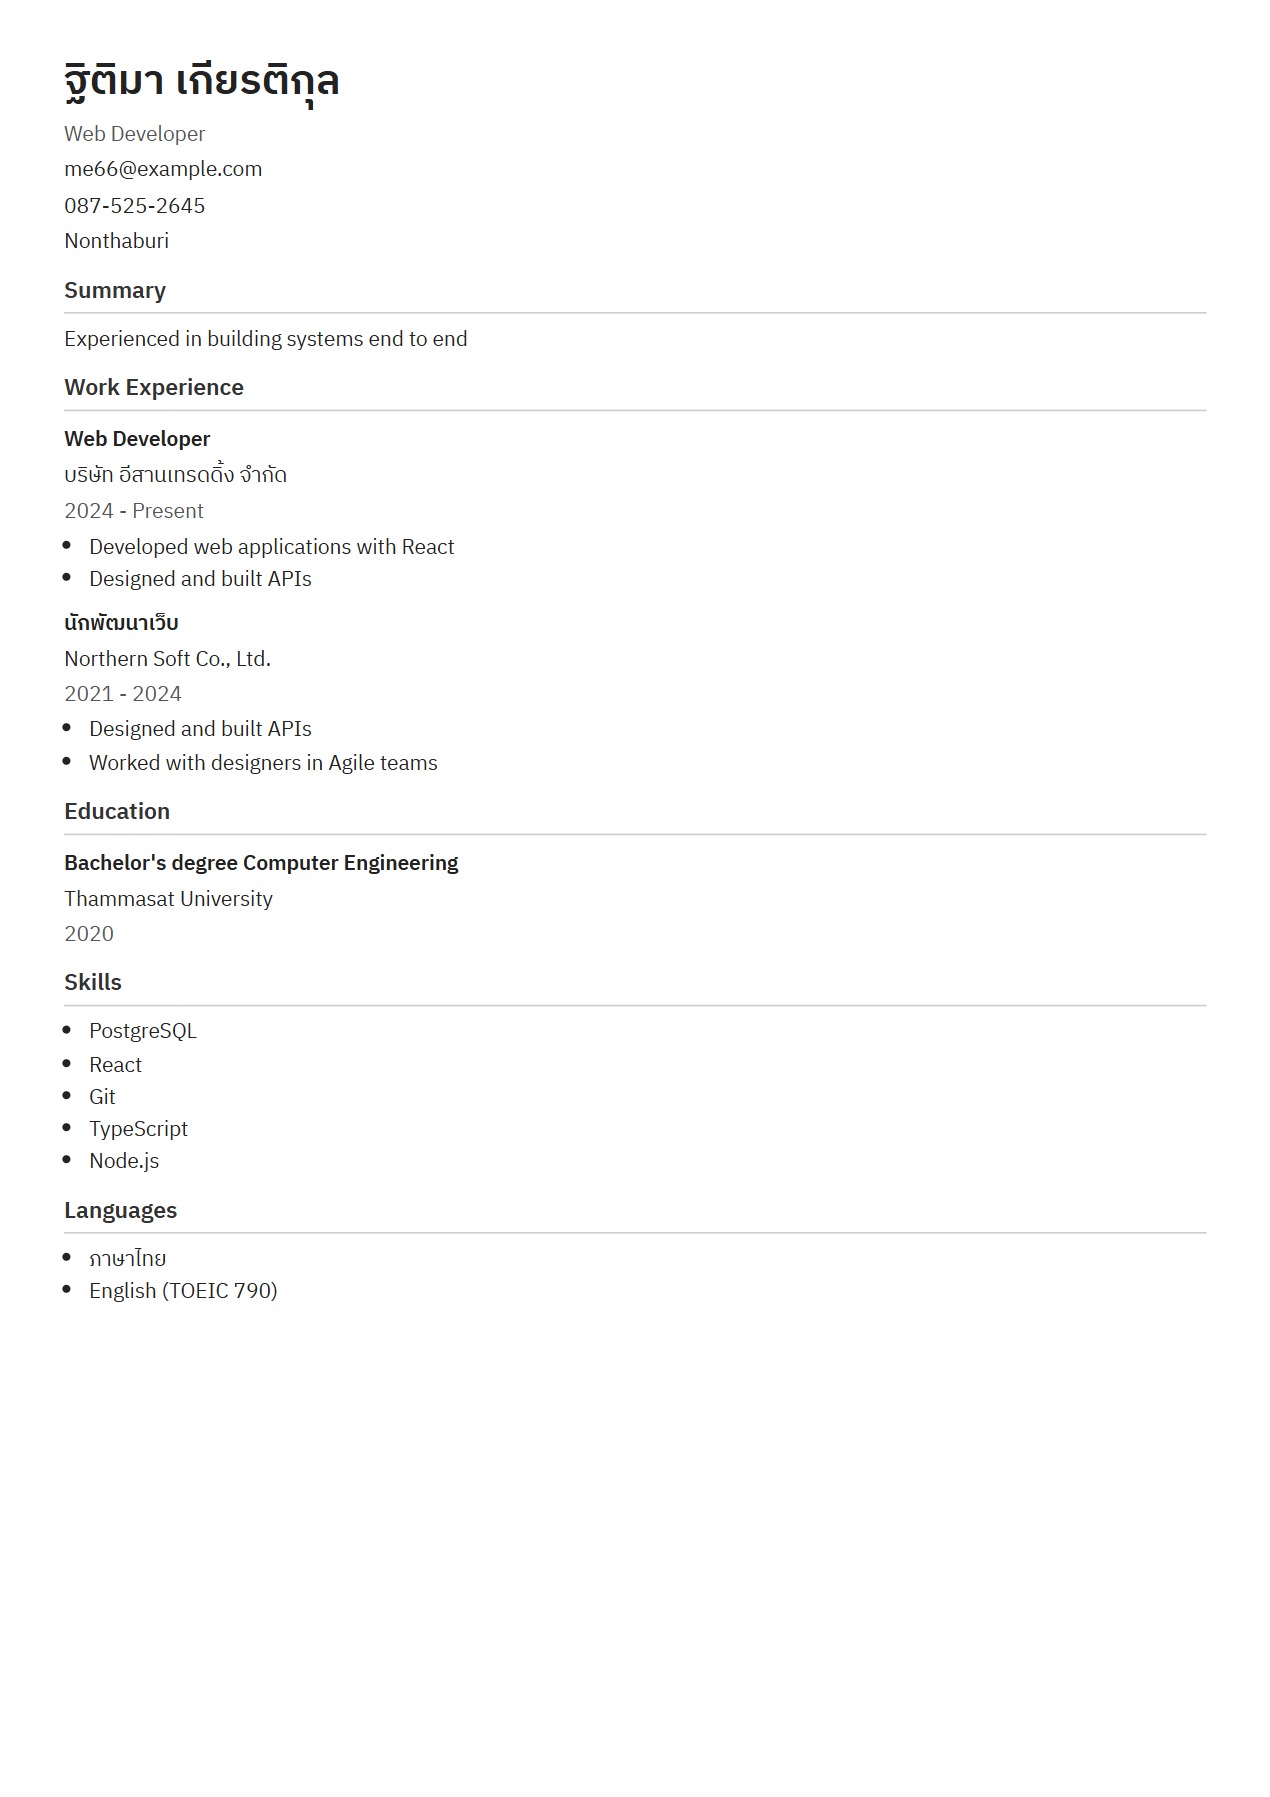 ฐิติมา เกียรติกุล
Web Developer
me66@example.com
087-525-2645
Nonthaburi
Summary
Experienced in building systems end to end
Work Experience
Web Developer
บริษัท อีสานเทรดดิ้ง จำกัด
2024 - Present
• Developed web applications with React
• Designed and built APIs
นักพัฒนาเว็บ
Northern Soft Co., Ltd.
2021 - 2024
• Designed and built APIs
• Worked with designers in Agile teams
Education
Bachelor's degree Computer Engineering
Thammasat University
2020
Skills
• PostgreSQL
• React
• Git
• TypeScript
• Node.js
Languages
• ภาษาไทย
• English (TOEIC 790)